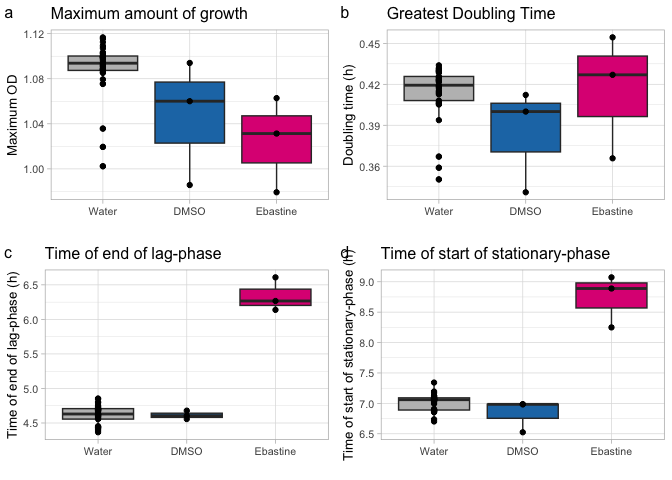 a
Maximum amount of growth
Maximum OD
1.12
1.08
1.04
1.00
Water DMSO Ebastine
b
Greatest Doubling Time
Doubling time (h)
0.45
0.42
0.39
0.36
Water DMSO Ebastine
c
Time of end of lag-phase
Time of end of lag-phase (h)
6.5
6.0
5.5
5.0
4.5
Water DMSO Ebastine
d
Time of start of stationary-phase
Time of start of stationary-phase (h)
9.0
8.5
8.0
7.5
7.0
6.5
Water DMSO Ebastine